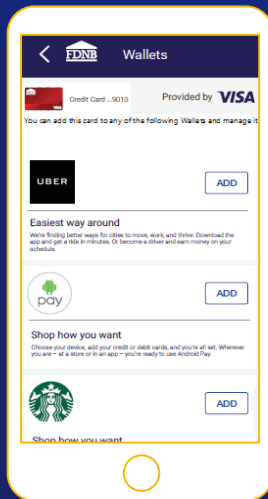 FDNB
Wallets
Credit Card ...9010
Provided by VISA
You can add this card to any of the following Wallets and manage it
UBER
ADD
Easiest way around
We're finding better ways for cities to move, work, and thrive. Download the
app and get a ride in minutes. Or become a driver and earn money on your
schedule.
pay
ADD
Shop how you want
Choose your device, add your credit or debit cards, and you're all set. Wherever
you are – at a store or in an app – you're ready to use Android Pay.
ADD
Shop how you want